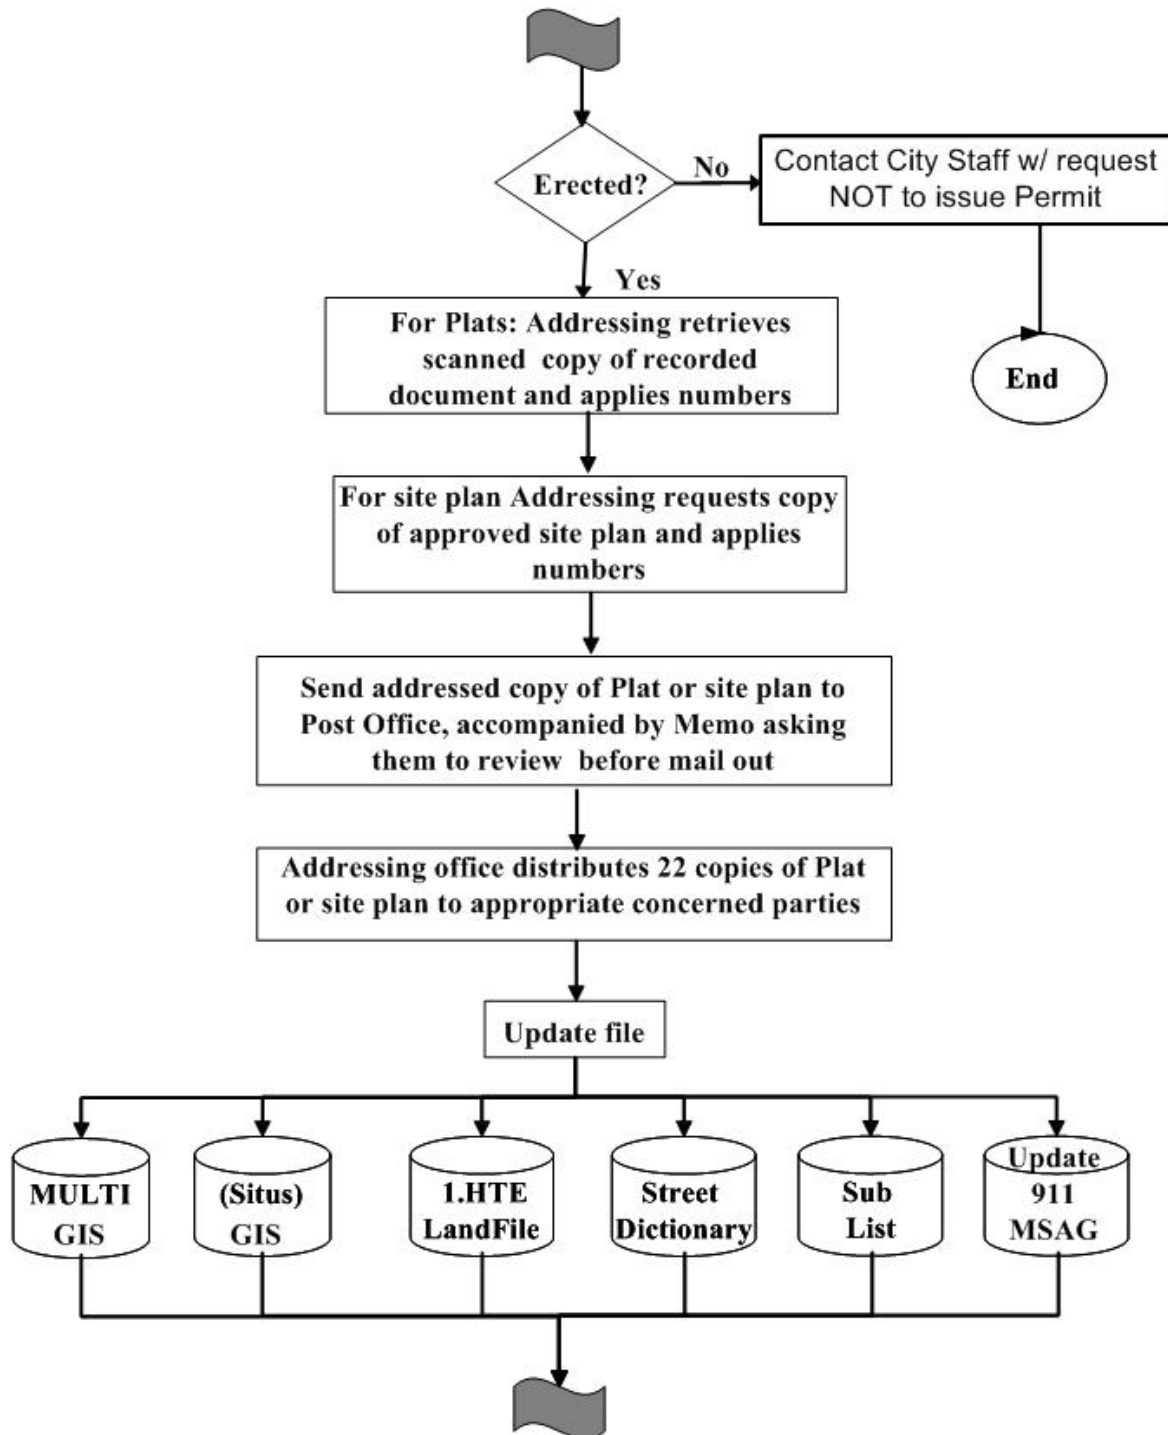 Erected?
No
Contact City Staff w/ request
NOT to issue Permit
Yes
End
For Plats: Addressing retrieves
scanned copy of recorded
document and applies numbers
For site plan Addressing requests copy
of approved site plan and applies
numbers
Send addressed copy of Plat or site plan to
Post Office, accompanied by Memo asking
them to review before mail out
Addressing office distributes 22 copies of Plat
or site plan to appropriate concerned parties
Update file
MULTI
GIS
(Situs)
GIS
1.HTE
LandFile
Street
Dictionary
Sub
List
Update
911
MSAG